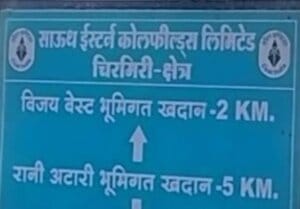 साऊथ ईस्टर्न कोलफील्ड्स लिमिटेड
चिरमिरी-क्षेत्र
विजय वेस्ट भूमिगत खदान -2 KM.
रानी अटारी भूमिगत खदान -5 KM.